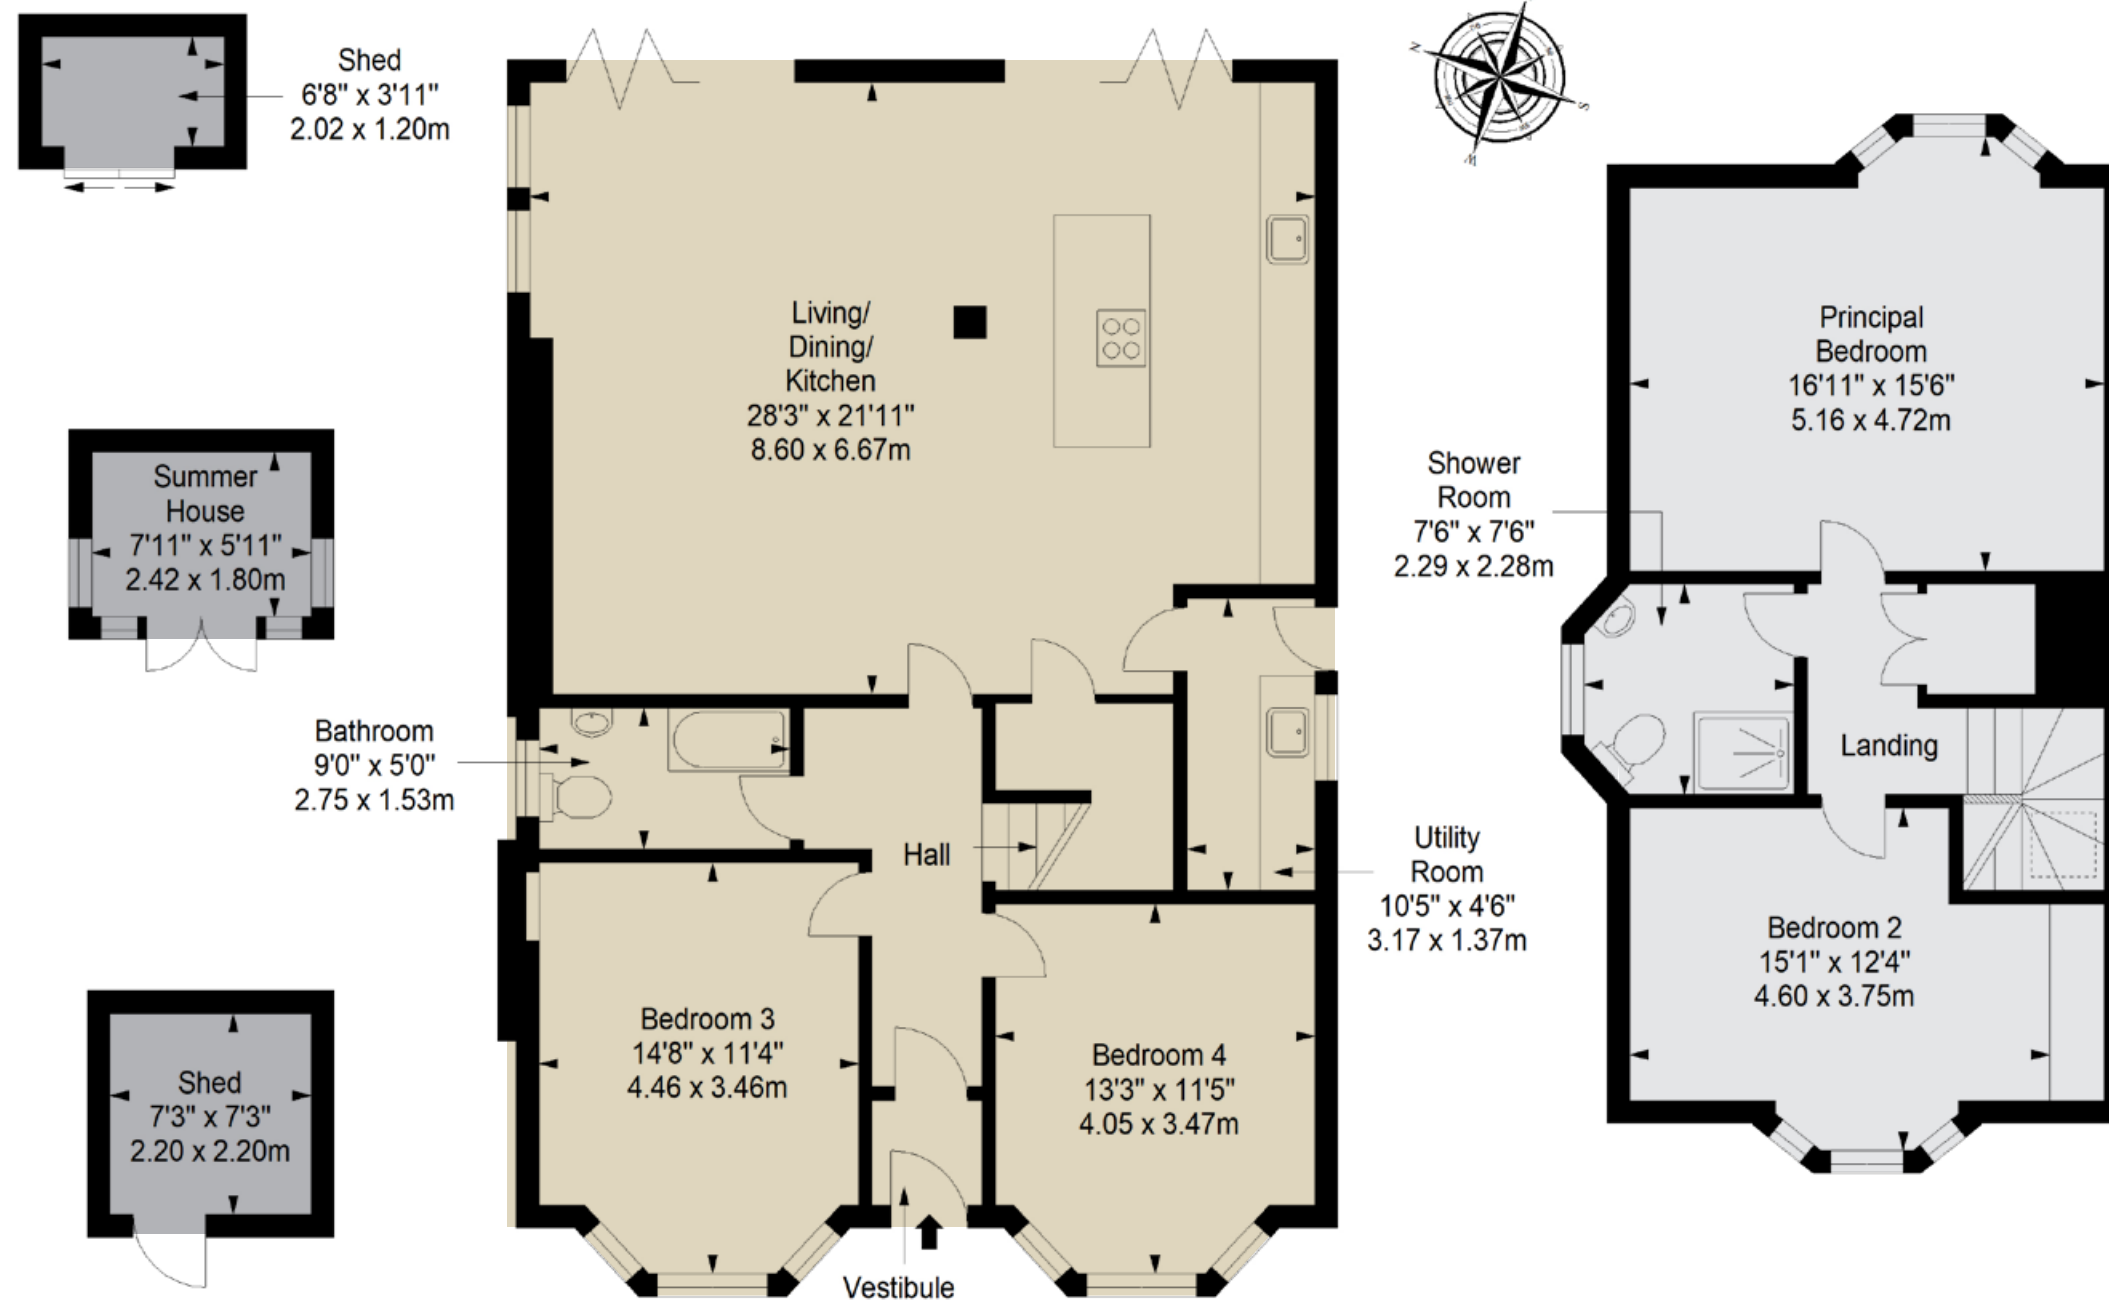 Shed
6'8" x 3'11"
2.02 x 1.20m
N
S
W
Living/
Dining/
Kitchen
28'3" x 21'11"
8.60 x 6.67m
Principal
Bedroom
16'11" x 15'6"
5.16 x 4.72m
Summer
House
7'11" x 5'11"
2.42 x 1.80m
Shower
Room
7'6" x 7'6"
2.29 x 2.28m
Bathroom
9'0" x 5'0"
2.75 x 1.53m
Landing
Hall
Utility
Room
10'5" x 4'6"
3.17 x 1.37m
Bedroom 2
15'1" x 12'4"
4.60 x 3.75m
Bedroom 3
14'8" x 11'4"
4.46 x 3.46m
Bedroom 4
13'3" x 11'5"
4.05 x 3.47m
Shed
7'3" x 7'3"
2.20 x 2.20m
Vestibule